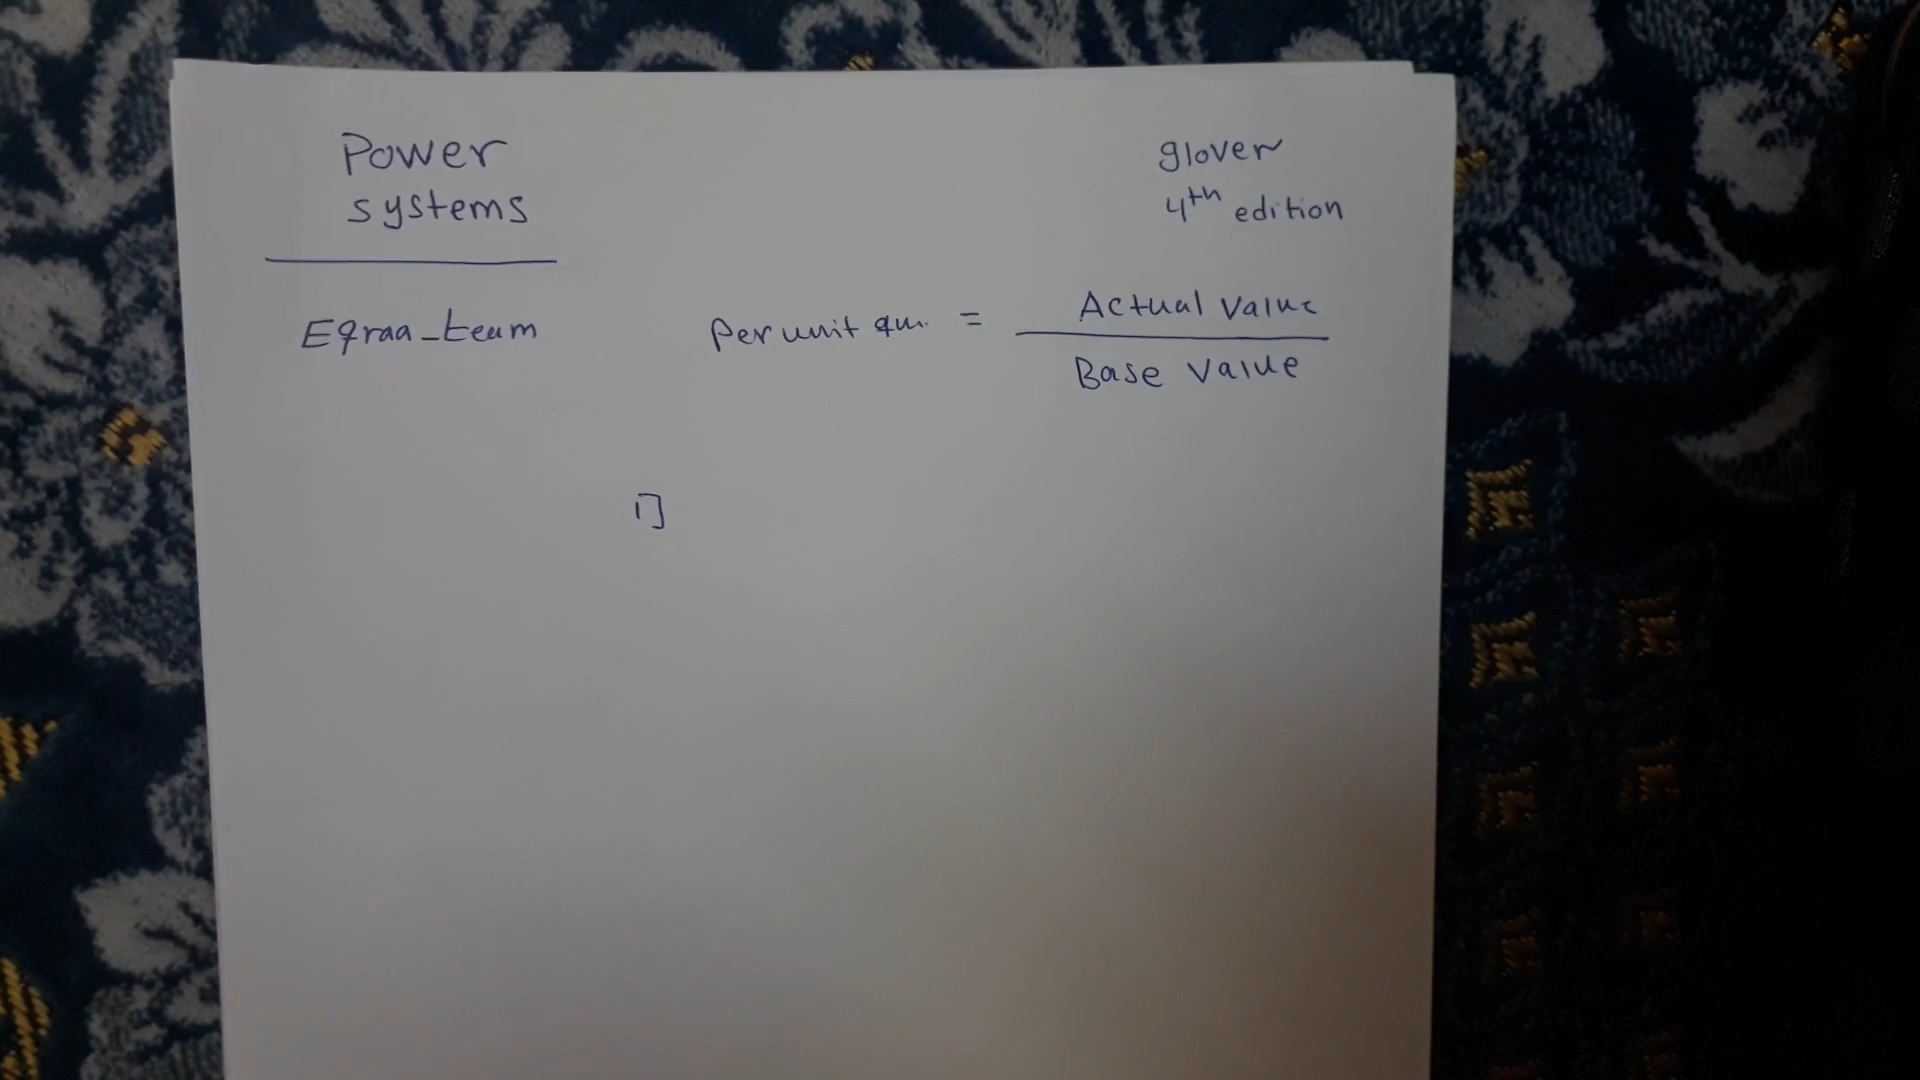 Power
systems
glover
4th edition
Eqraa_team
Per unit qu. = Actual value
Base value
1]